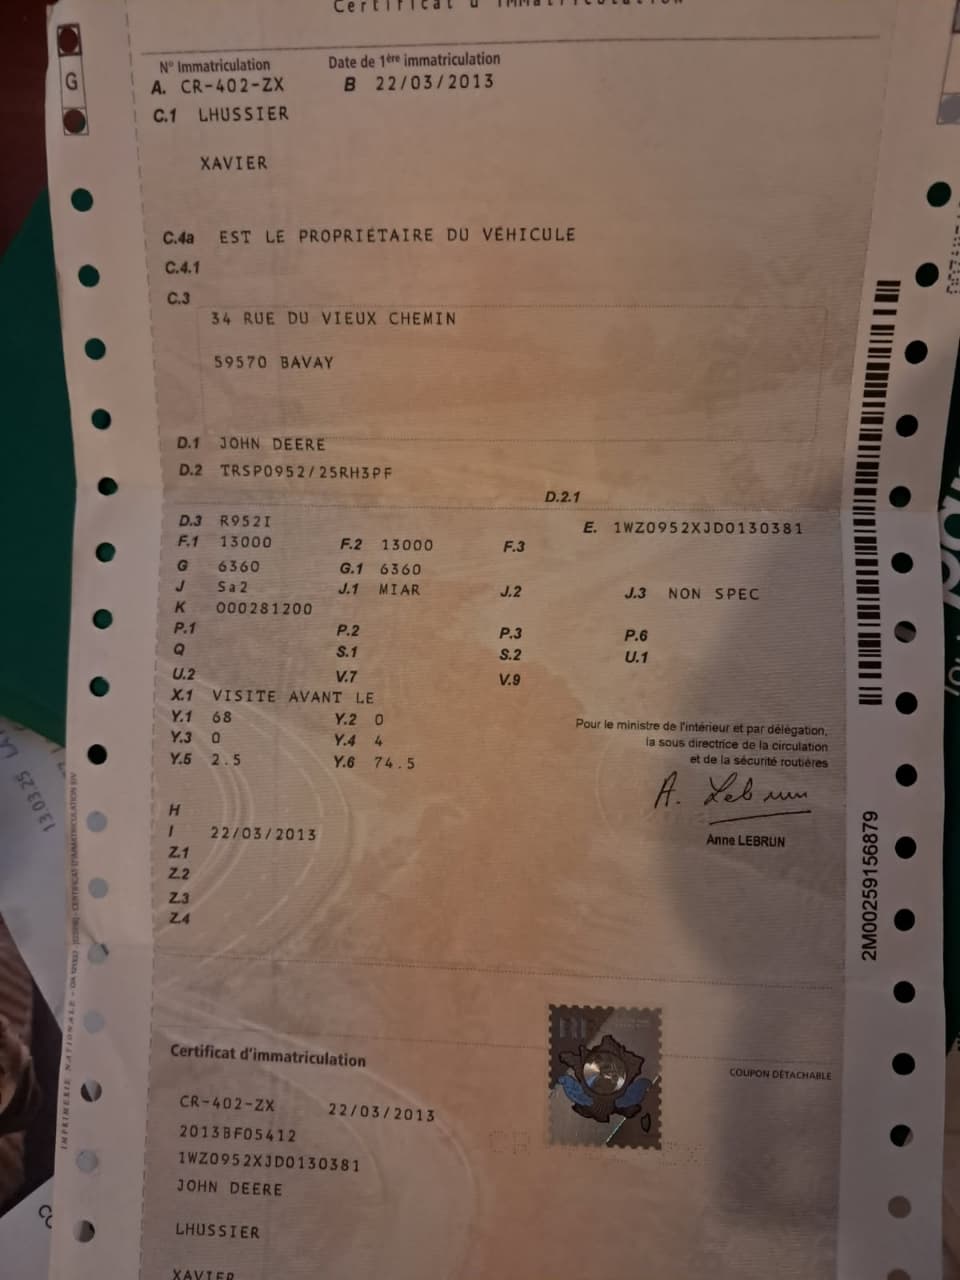 Certificat d'immatriculation
G
N° Immatriculation Date de 1ère immatriculation
A. CR-402-ZX B 22/03/2013
C.1 LHUSSIER
XAVIER
C.4a EST LE PROPRIÉTAIRE DU VÉHICULE
C.4.1
C.3
34 RUE DU VIEUX CHEMIN
59570 BAVAY
D.1 JOHN DEERE
D.2 TRSP0952/25RH3PF
D.2.1
D.3 R952I E. 1WZ0952XJD0130381
F.1 13000 F.2 13000 F.3
G 6360 G.1 6360
J Sa2 J.1 MIAR J.2 J.3 NON SPEC
K 000281200
P.1 P.2 P.3 P.6
Q S.1 S.2 U.1
U.2 V.7 V.9
X.1 VISITE AVANT LE
Y.1 68 Y.2 0
Y.3 0 Y.4 4
Y.5 2.5 Y.6 74.5
Pour le ministre de l'intérieur et par délégation,
la sous directrice de la circulation
et de la sécurité routières
A. Lebrun
Anne LEBRUN
H
I 22/03/2013
Z.1
Z.2
Z.3
Z.4
2M00259156879
13.03.25
Certificat d'immatriculation
COUPON DÉTACHABLE
CR-402-ZX 22/03/2013
2013BF05412
1WZ0952XJD0130381
JOHN DEERE
LHUSSIER
XAVIER